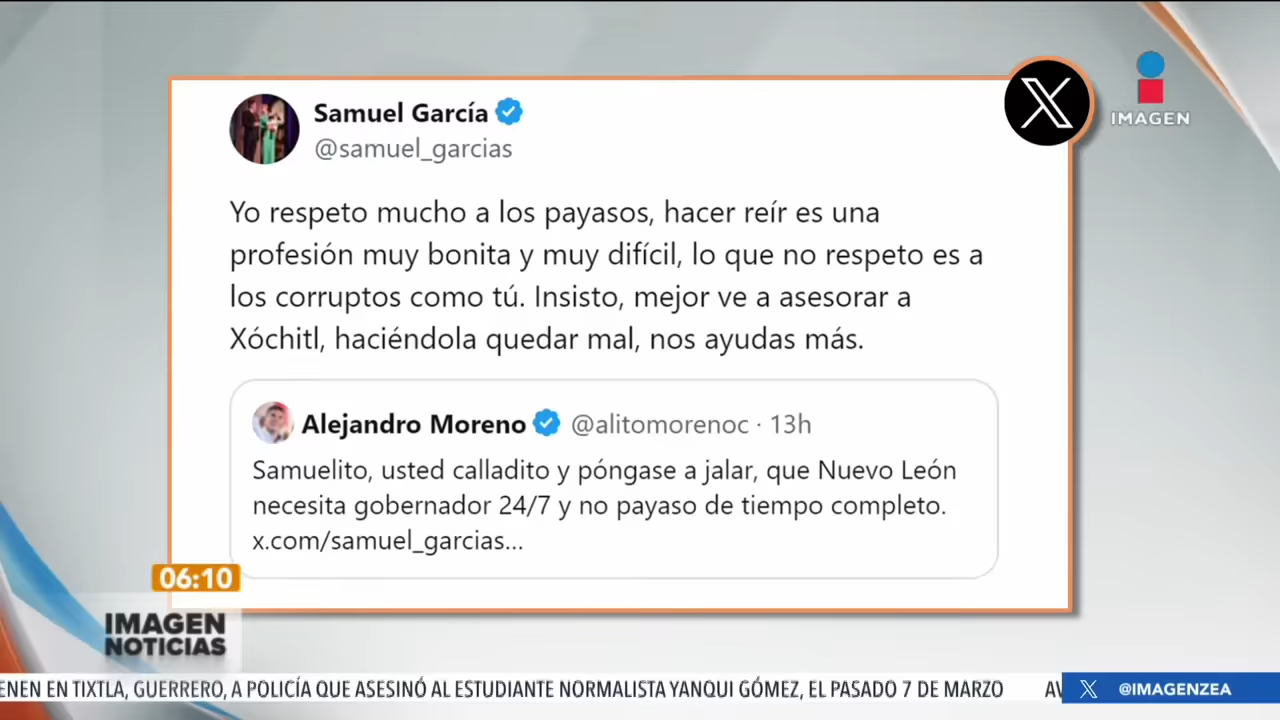 Samuel García
@samuel_garcias
Yo respeto mucho a los payasos, hacer reír es una
profesión muy bonita y muy difícil, lo que no respeto es a
los corruptos como tú. Insisto, mejor ve a asesorar a
Xóchitl, haciéndola quedar mal, nos ayudas más.
Alejandro Moreno @alitomorenoc · 13h
Samuelito, usted calladito y póngase a jalar, que Nuevo León
necesita gobernador 24/7 y no payaso de tiempo completo.
x.com/samuel_garcias...
X
IMAGEN
06:10
IMAGEN
NOTICIAS
ENEN EN TIXTLA, GUERRERO, A POLICÍA QUE ASESINÓ AL ESTUDIANTE NORMALISTA YANQUI GÓMEZ, EL PASADO 7 DE MARZO
X @IMAGENZEA